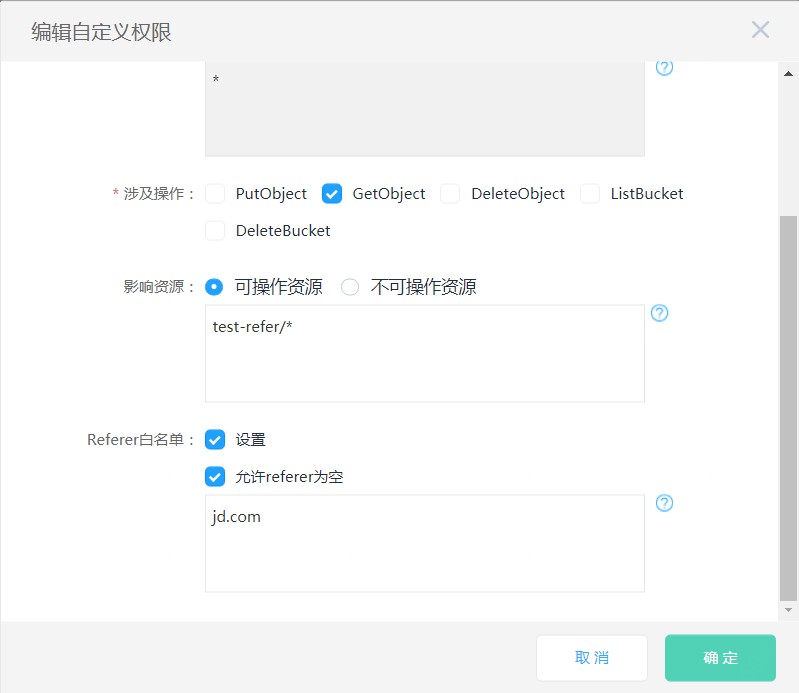 编辑自定义权限
*
* 涉及操作： PutObject GetObject DeleteObject ListBucket
DeleteBucket
影响资源： 可操作资源 不可操作资源
test-refer/*
Referer白名单： 设置
允许referer为空
jd.com
取消 确定